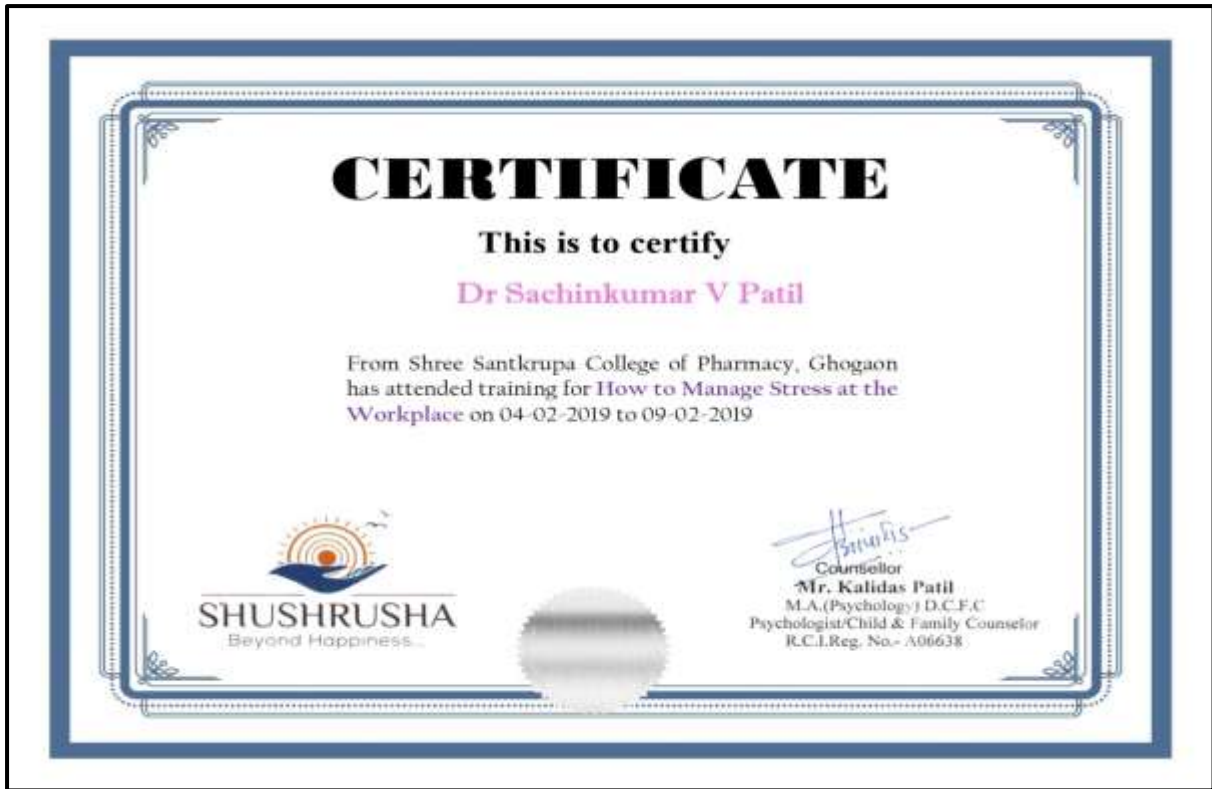 CERTIFICATE
This is to certify
Dr Sachinkumar V Patil
From Shree Santkrupa College of Pharmacy, Ghogaon
has attended training for How to Manage Stress at the
Workplace on 04-02-2019 to 09-02-2019
SHUSHRUSHA
Beyond Happiness...
Counsellor
Mr. Kalidas Patil
M.A.(Psychology) D.C.F.C
Psychologist/Child & Family Counselor
R.C.I.Reg. No.- A06638